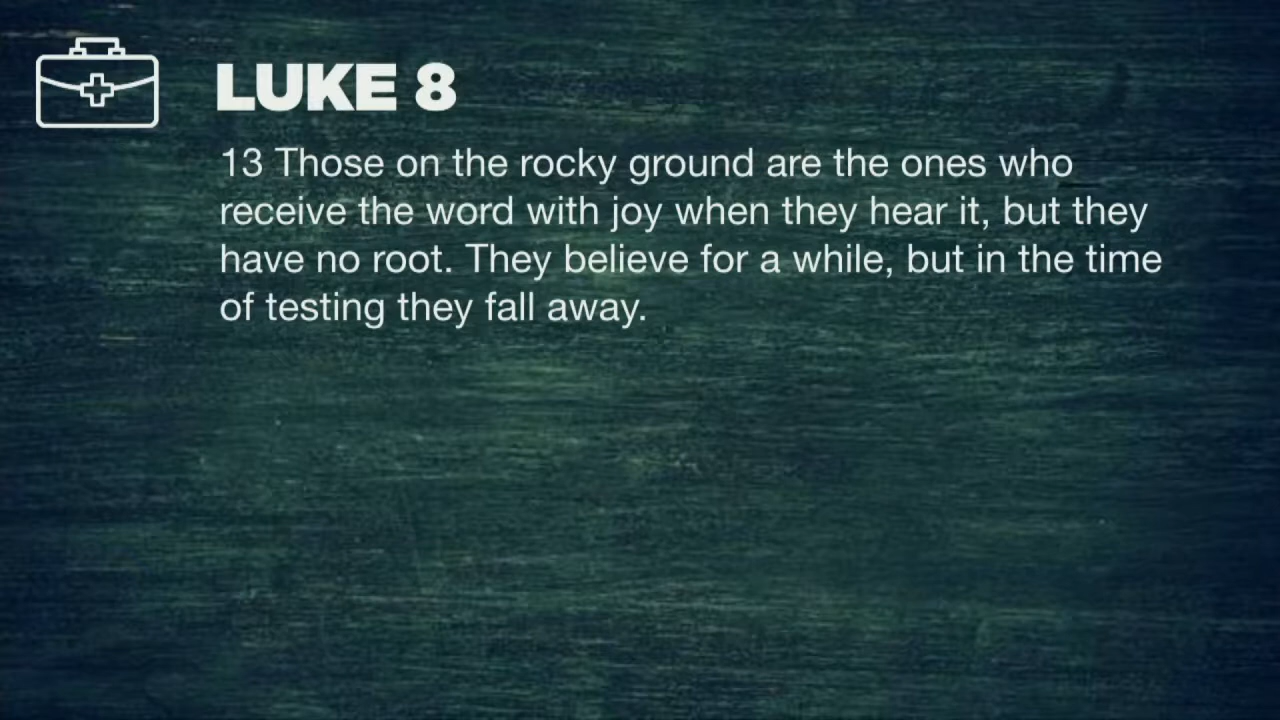 LUKE 8
13 Those on the rocky ground are the ones who
receive the word with joy when they hear it, but they
have no root. They believe for a while, but in the time
of testing they fall away.